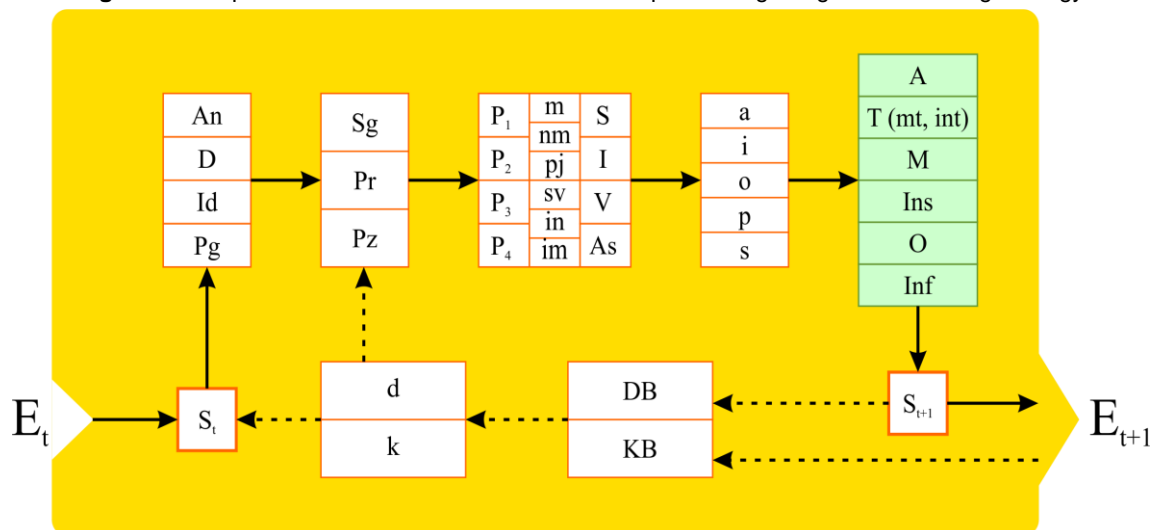 An
D
Id
Pg
Sg
Pr
Pz
P₁
P₂
P₃
P₄
m
nm
pj
sv
in
im
S
I
V
As
a
i
o
p
s
A
T (mt, int)
M
Ins
O
Inf
Eₜ
Sₜ
d
k
DB
KB
Sₜ₊₁
Eₜ₊₁